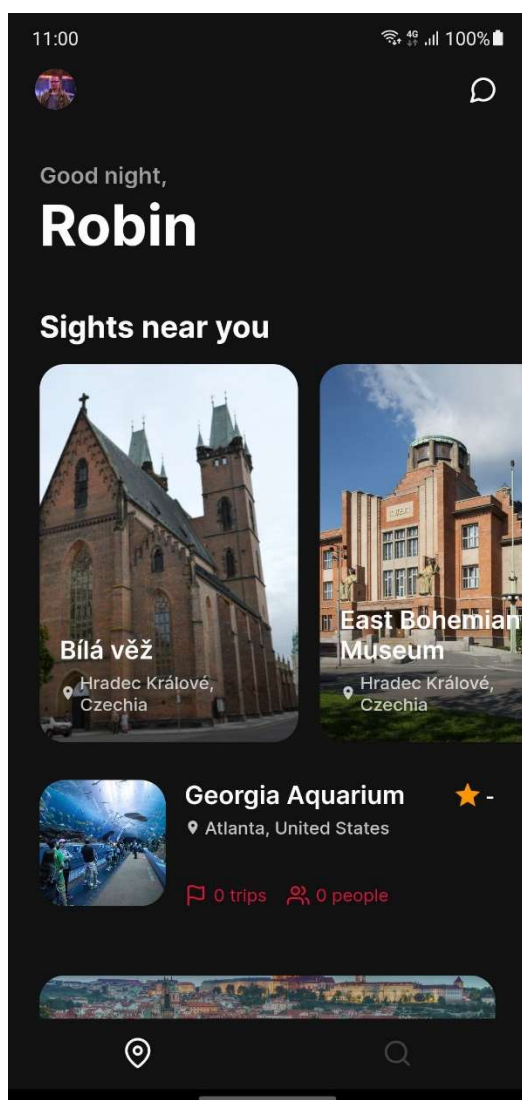 11:00
4G
100%
Good night,
Robin
Sights near you
Bílá věž
Hradec Králové,
Czechia
East Bohemian
Museum
Hradec Králové,
Czechia
Georgia Aquarium
-
Atlanta, United States
0 trips
0 people